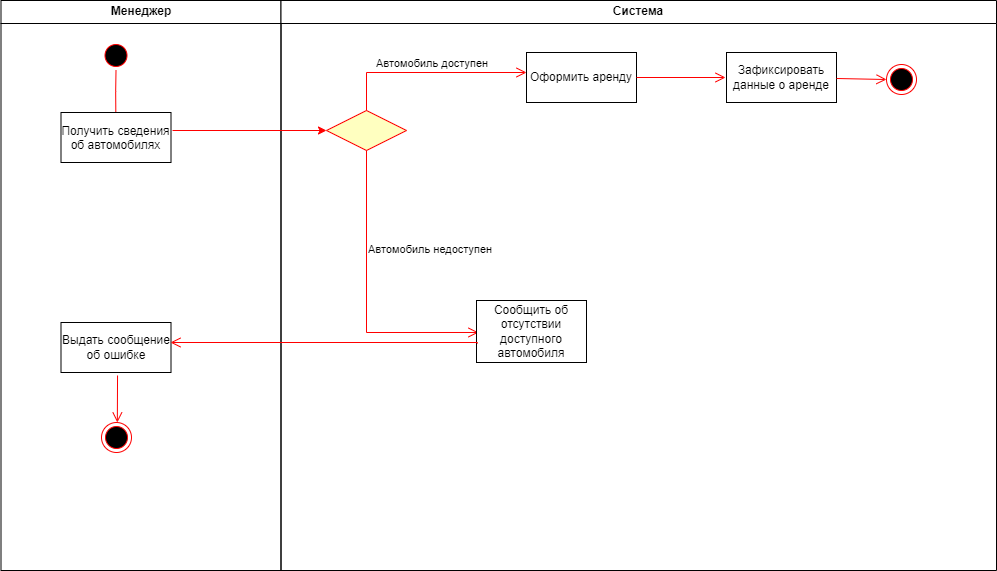 Менеджер
Система
Автомобиль доступен
Оформить аренду
Зафиксировать
данные о аренде
Получить сведения
об автомобилях
Автомобиль недоступен
Сообщить об
отсутствии
доступного
автомобиля
Выдать сообщение
об ошибке